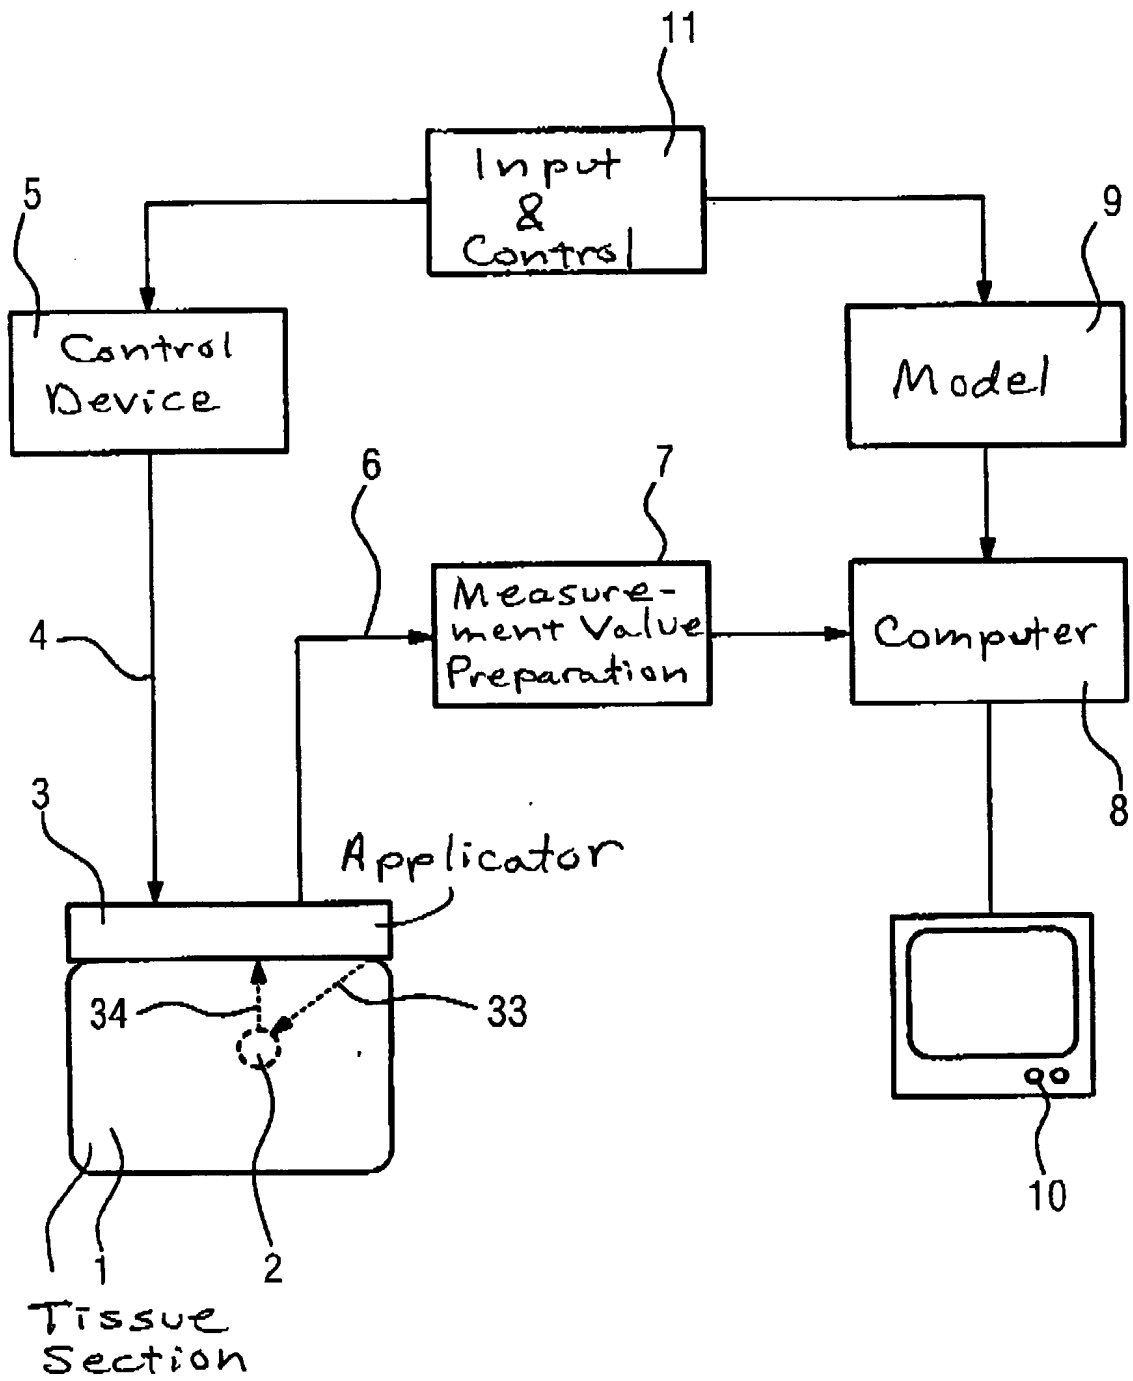 11
Input
&
Control
5
9
Control
Device
Model
6
7
Measure-
ment Value
Preparation
Computer
4
8
3
Applicator
34
33
10
1
2
Tissue
Section